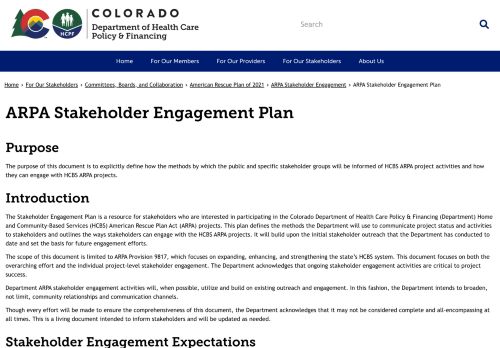 COLORADO
Department of Health Care
Policy & Financing
HCPF
Search
Home
For Our Members
For Our Providers
For Our Stakeholders
About Us
Home › For Our Stakeholders › Committees, Boards, and Collaboration › American Rescue Plan of 2021 › ARPA Stakeholder Engagement › ARPA Stakeholder Engagement Plan
ARPA Stakeholder Engagement Plan
Purpose
The purpose of this document is to explicitly define how the methods by which the public and specific stakeholder groups will be informed of HCBS ARPA project activities and how
they can engage with HCBS ARPA projects.
Introduction
The Stakeholder Engagement Plan is a resource for stakeholders who are interested in participating in the Colorado Department of Health Care Policy & Financing (Department) Home
and Community-Based Services (HCBS) American Rescue Plan Act (ARPA) projects. This plan defines the methods the Department will use to communicate project status and activities
to stakeholders and outlines the ways stakeholders can engage with the HCBS ARPA projects. It will build upon the initial stakeholder outreach that the Department has conducted to
date and set the basis for future engagement efforts.
The scope of this document is limited to ARPA Provision 9817, which focuses on expanding, enhancing, and strengthening the state's HCBS system. This document focuses on both the
overarching effort and the individual project-level stakeholder engagement. The Department acknowledges that ongoing stakeholder engagement activities are critical to project
success.
Department ARPA stakeholder engagement activities will, when possible, utilize and build on existing outreach and engagement. In this fashion, the Department intends to broaden,
not limit, community relationships and communication channels.
Though every effort will be made to ensure the comprehensiveness of this document, the Department acknowledges that it may not be considered complete and all-encompassing at
all times. This is a living document intended to inform stakeholders and will be updated as needed.
Stakeholder Engagement Expectations